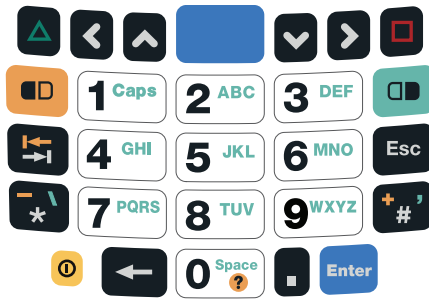 1 Caps 2 ABC 3 DEF
4 GHI 5 JKL 6 MNO Esc
- \ * 7 PQRS 8 TUV 9 WXYZ + ' #
0 Space ? . Enter